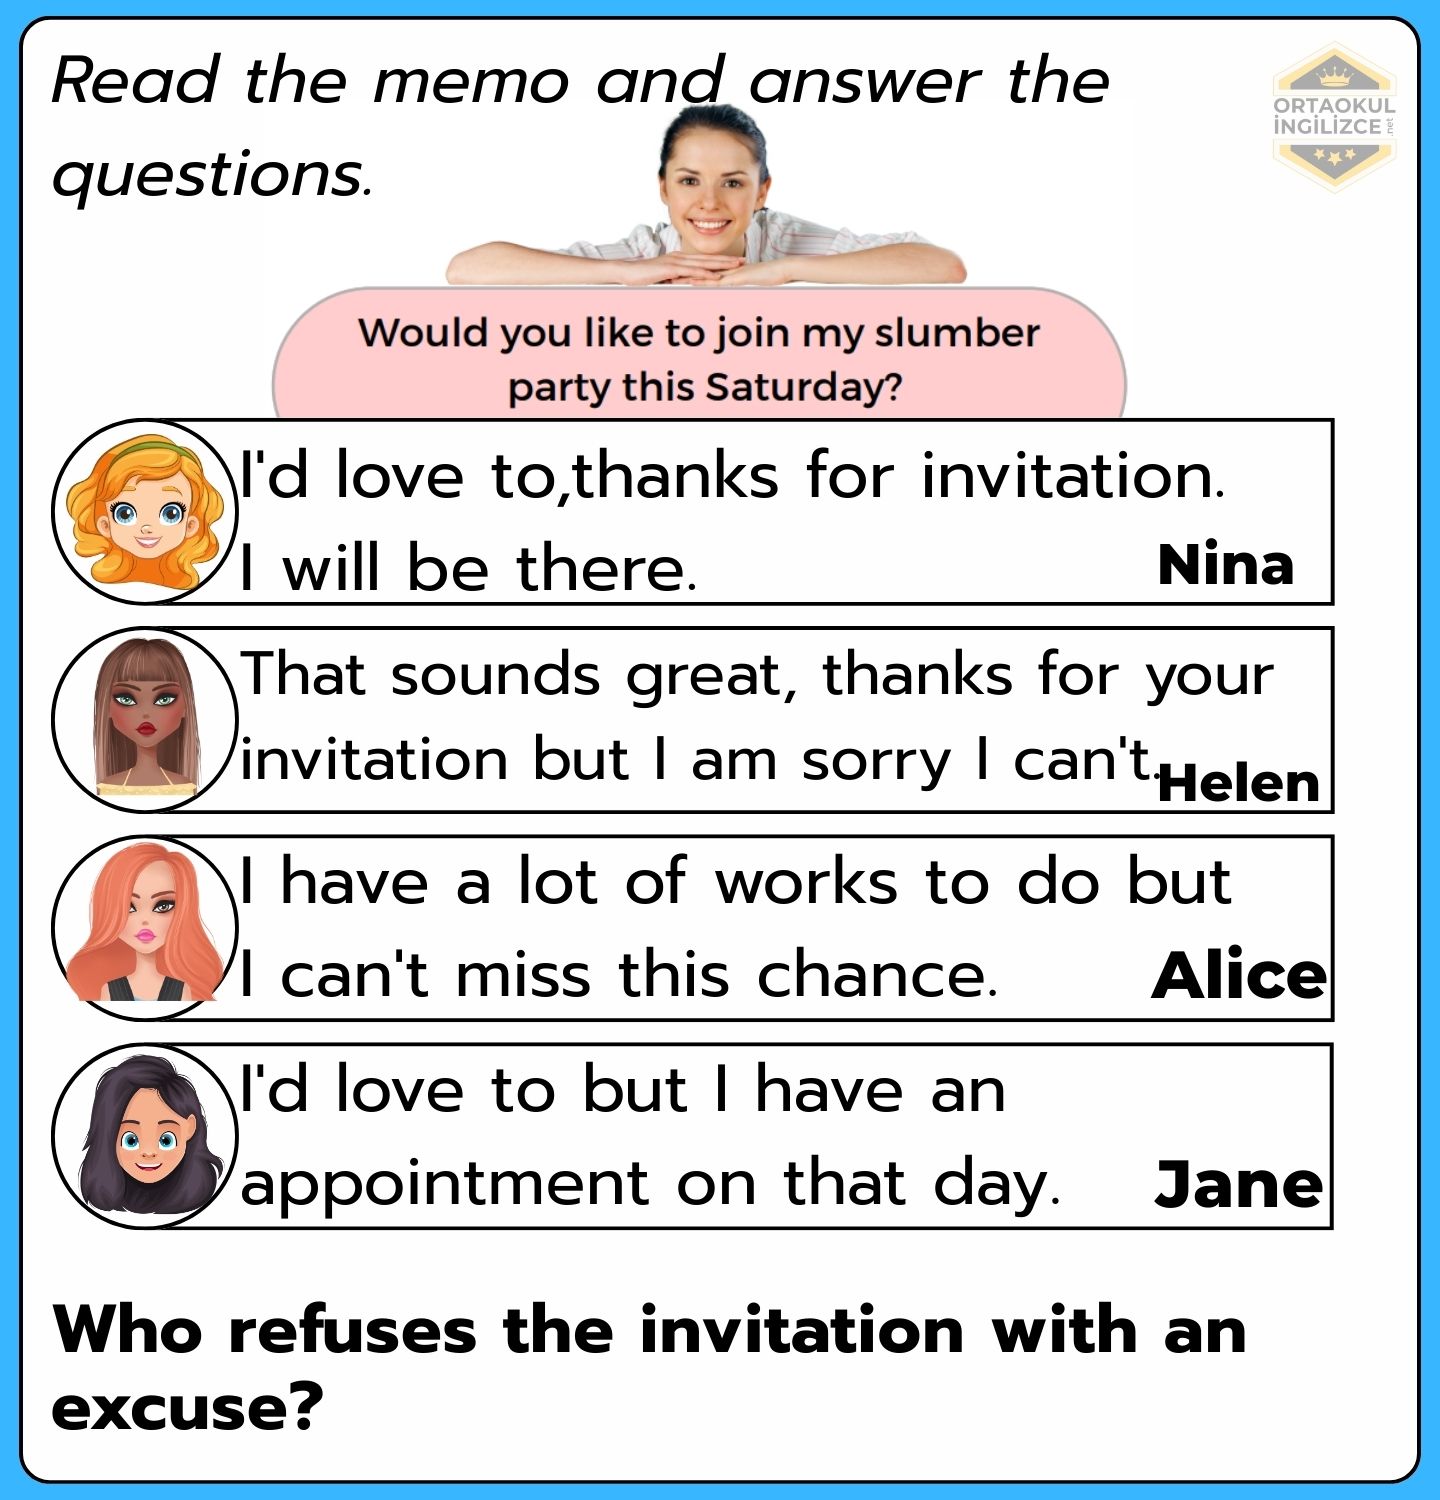 Read the memo and answer the
questions.
ORTAOKUL
İNGİLİZCE
.net
Would you like to join my slumber
party this Saturday?
I'd love to,thanks for invitation.
I will be there.
Nina
That sounds great, thanks for your
invitation but I am sorry I can't.
Helen
I have a lot of works to do but
I can't miss this chance.
Alice
I'd love to but I have an
appointment on that day.
Jane
Who refuses the invitation with an
excuse?